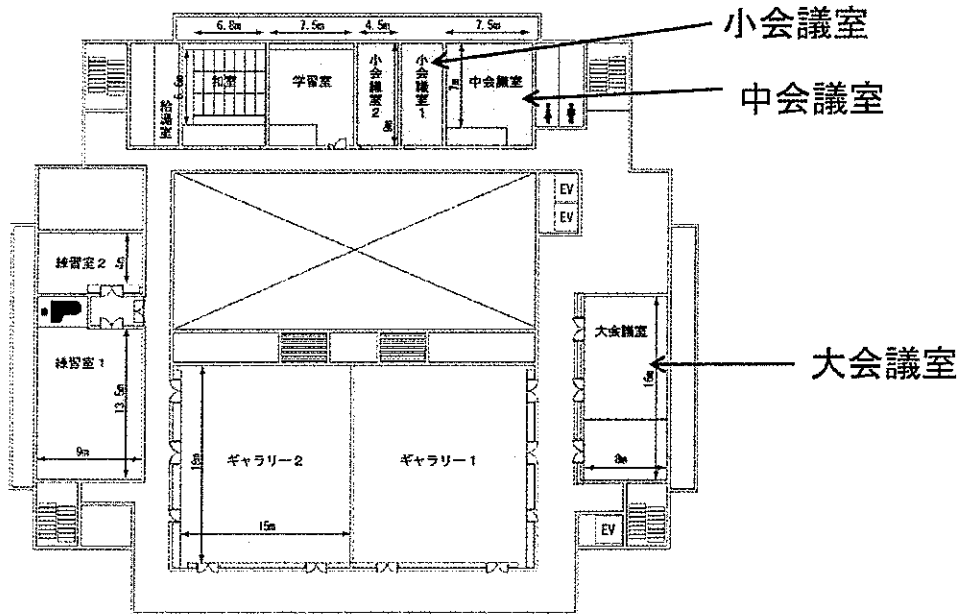 小会議室
中会議室
大会議室
6.8m
7.5m
4.5m
7.5m
給湯室
和室
6.6m
学習室
小会議室2
小会議室1
中会議室
7m
EV
EV
練習室2
練習室1
13.5m
9m
大会議室
16m
8m
ギャラリー2
ギャラリー1
18m
15m
EV